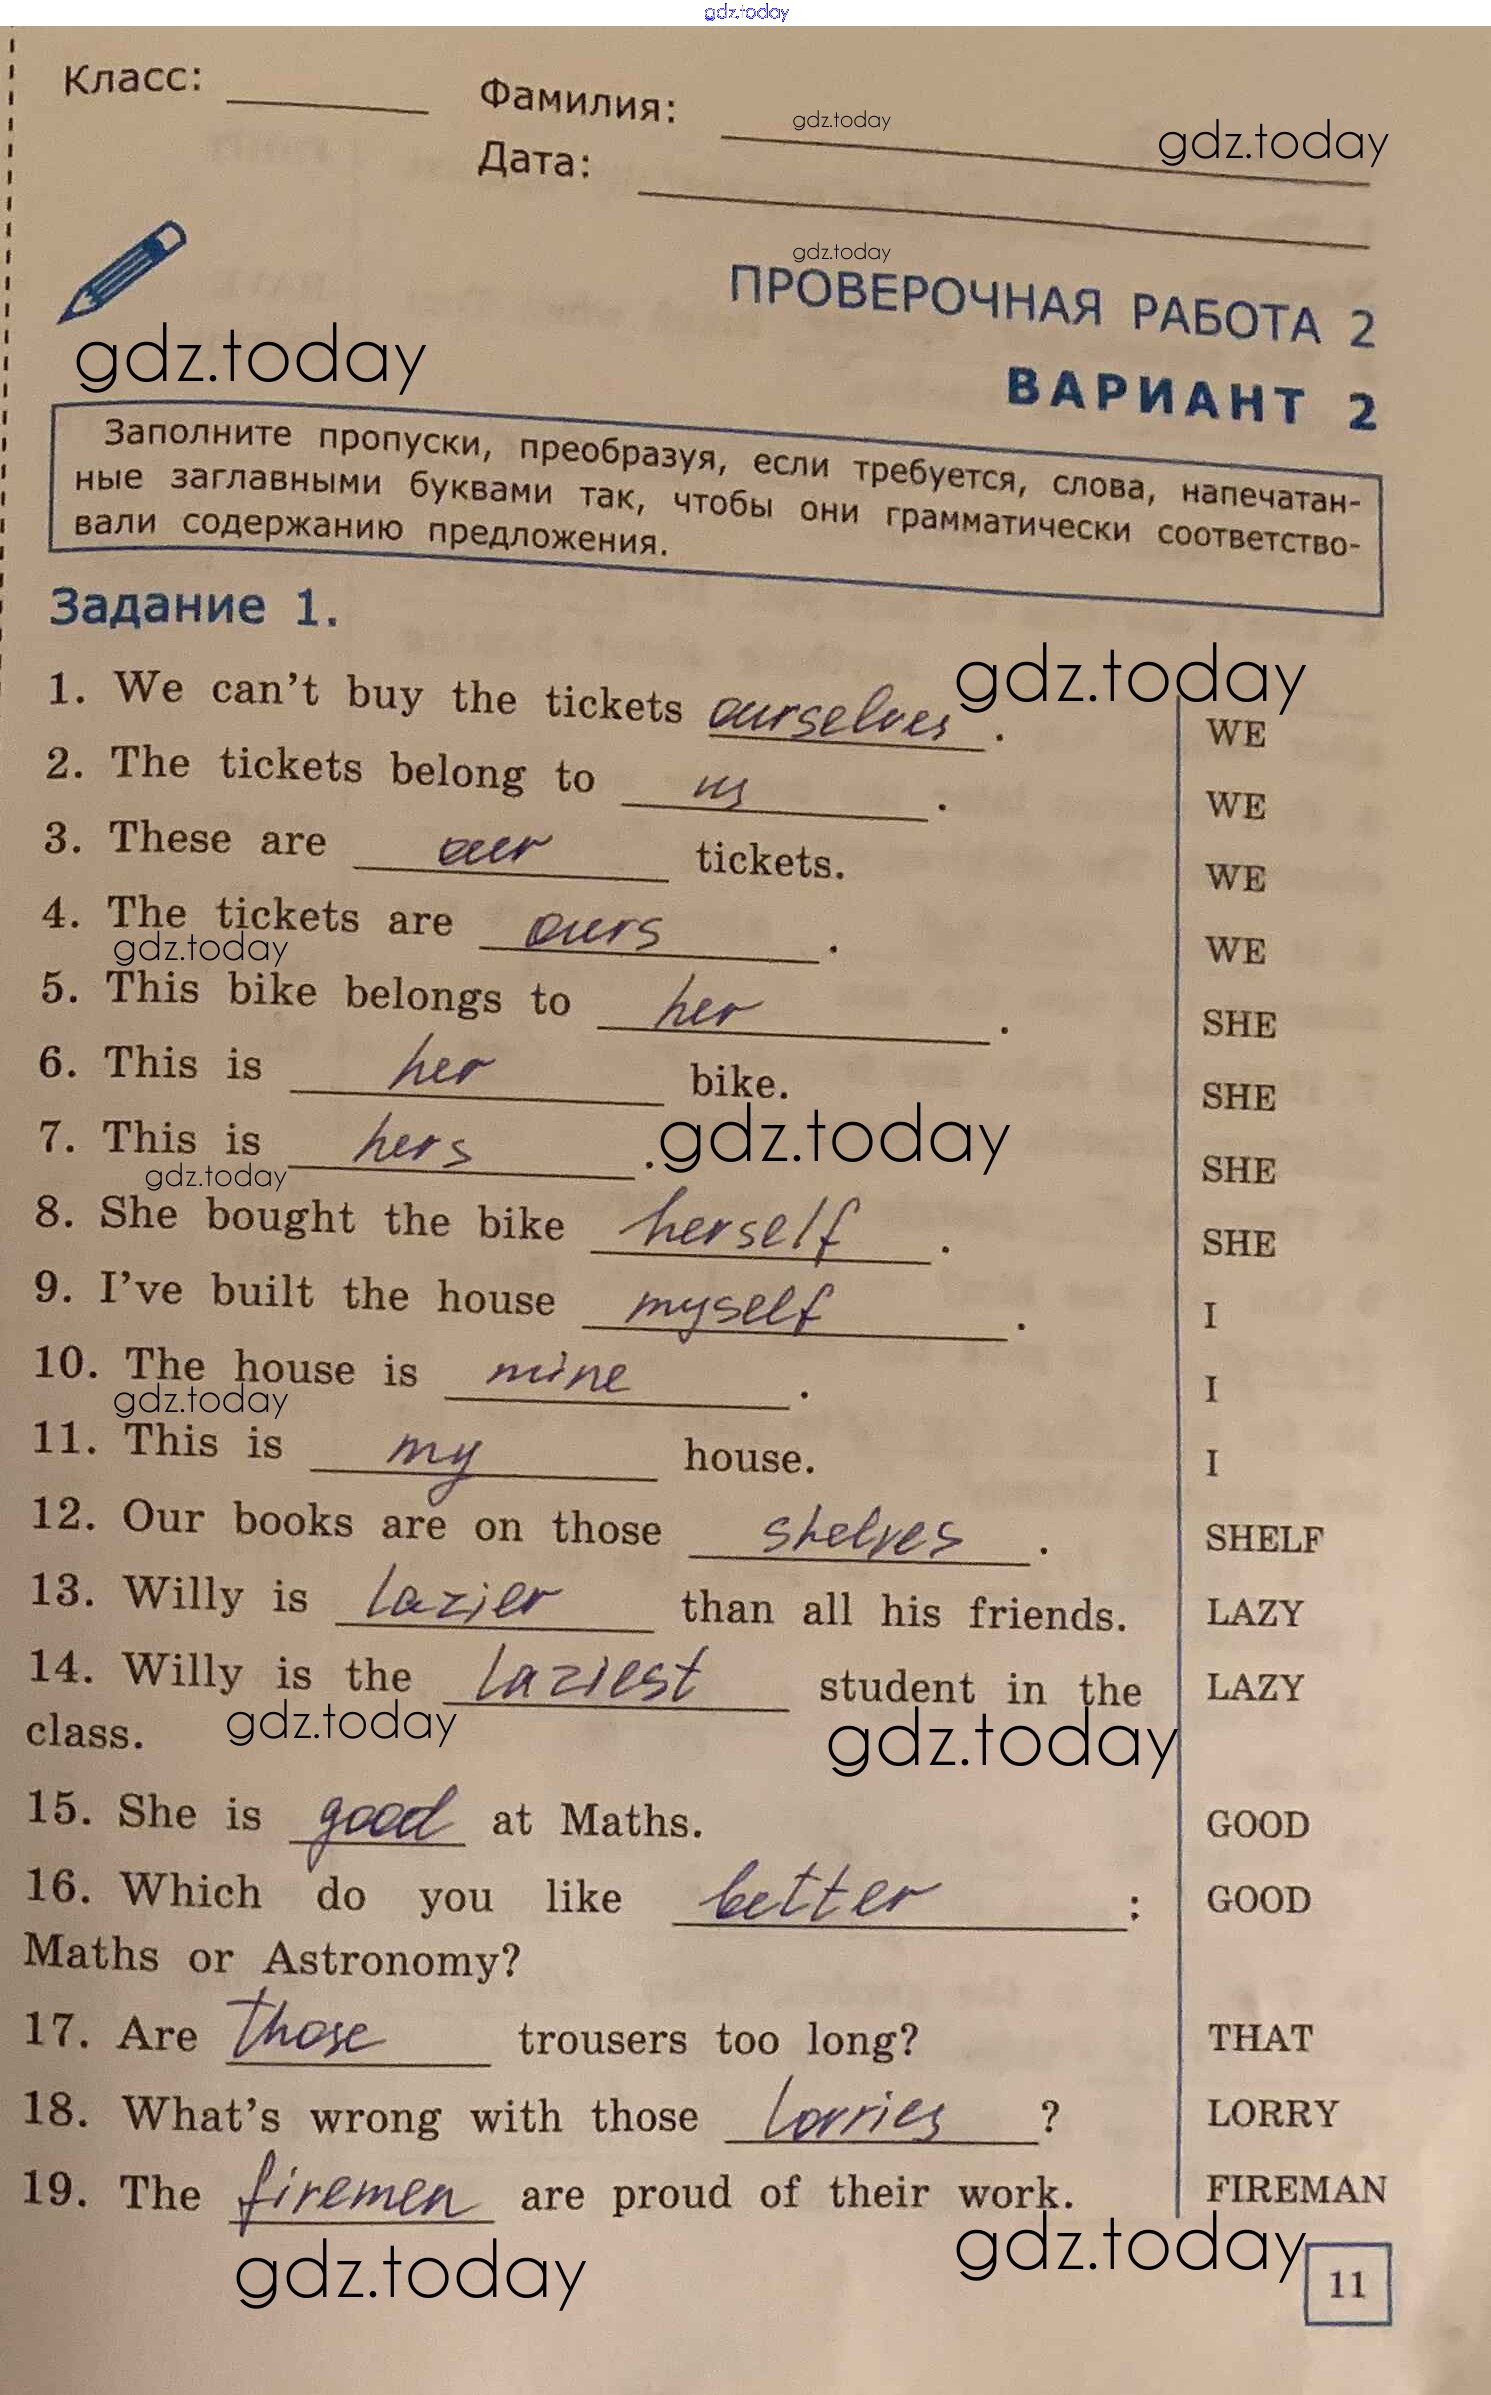 gdz.today
Класс: Фамилия: gdz.today gdz.today
Дата:
gdz.today
ПРОВЕРОЧНАЯ РАБОТА 2
gdz.today
ВАРИАНТ 2
Заполните пропуски, преобразуя, если требуется, слова, напечатан-
ные заглавными буквами так, чтобы они грамматически соответство-
вали содержанию предложения.
Задание 1.
gdz.today
1. We can't buy the tickets ourselves. WE
2. The tickets belong to us. WE
3. These are our tickets. WE
4. The tickets are ours. WE
gdz.today
5. This bike belongs to her. SHE
6. This is her bike. SHE
7. This is hers. gdz.today SHE
gdz.today
8. She bought the bike herself. SHE
9. I've built the house myself. I
10. The house is mine. I
gdz.today
11. This is my house. I
12. Our books are on those shelves. SHELF
13. Willy is lazier than all his friends. LAZY
14. Willy is the laziest student in the LAZY
class. gdz.today gdz.today
15. She is good at Maths. GOOD
16. Which do you like better: GOOD
Maths or Astronomy?
17. Are those trousers too long? THAT
18. What's wrong with those lorries? LORRY
19. The firemen are proud of their work. FIREMAN
gdz.today gdz.today
11